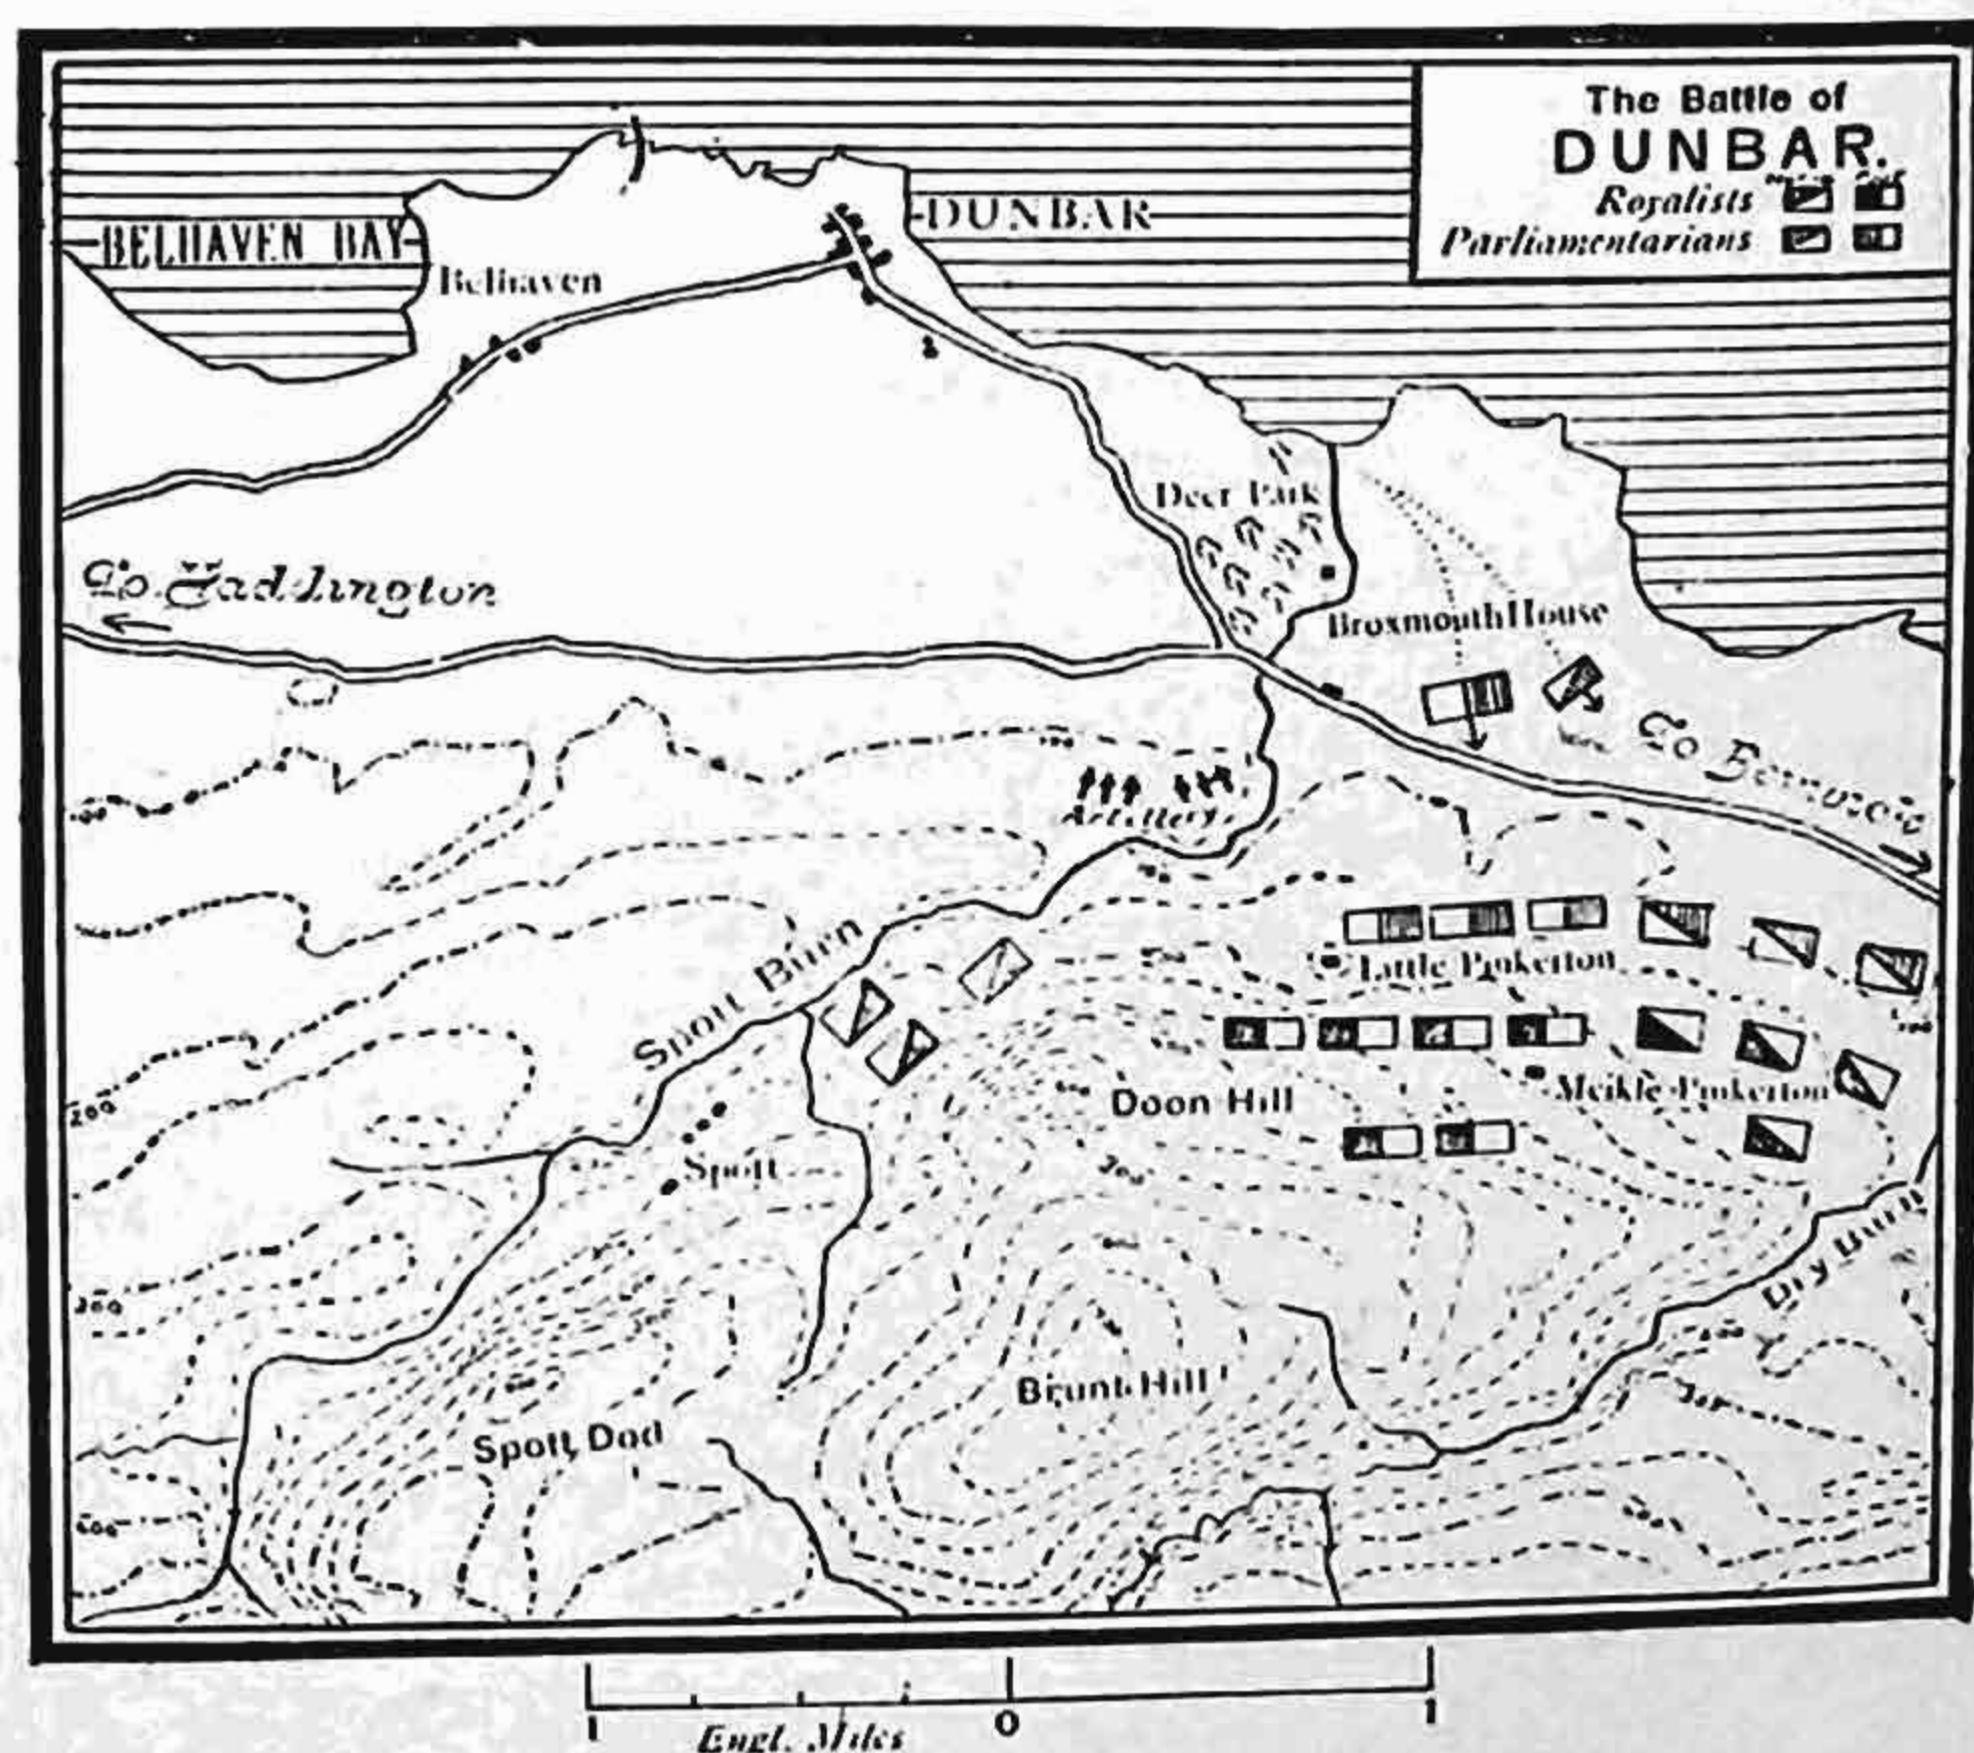 The Battle of
DUNBAR.
Royalists
Parliamentarians
BELHAVEN BAY
DUNBAR
Belhaven
Deer Park
To Haddington
Broxmouth House
To Berwick
100
Artillery
Spott Burn
Little Pinkerton
Doon Hill
Meikle Pinkerton
200
Spott
Dry Burn
300
Brunt Hill
Spott Dod
1 0 1
Engl. Miles